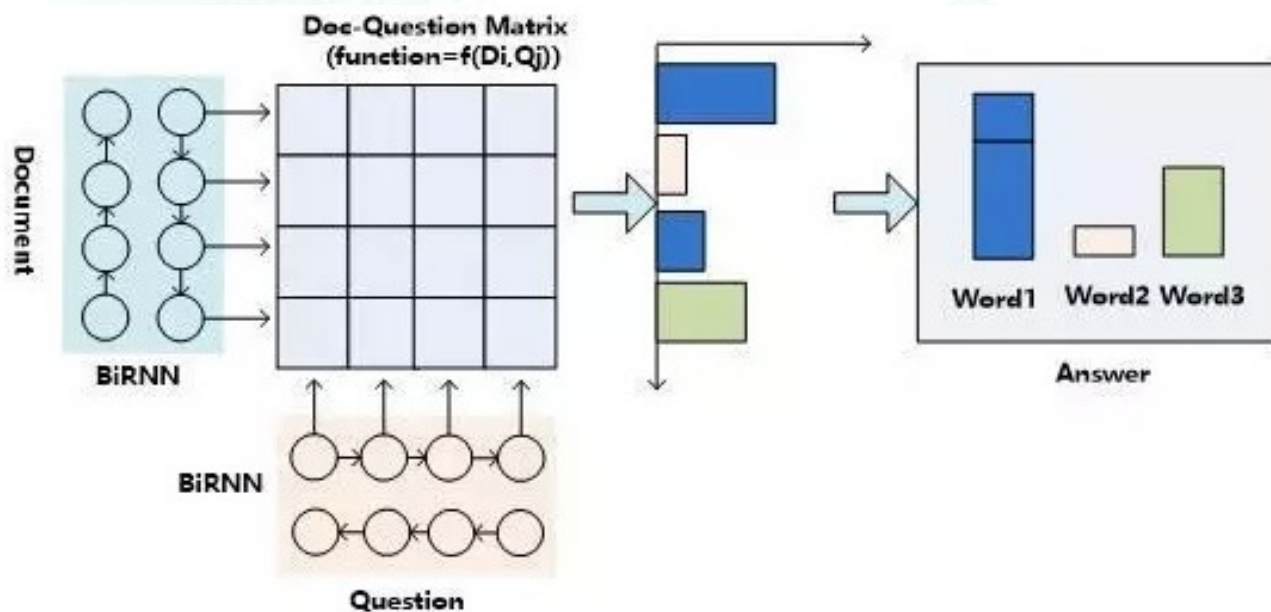 Doc-Question Matrix
(function=f(Di,Qj))
Document
BiRNN
BiRNN
Question
Word1 Word2 Word3
Answer